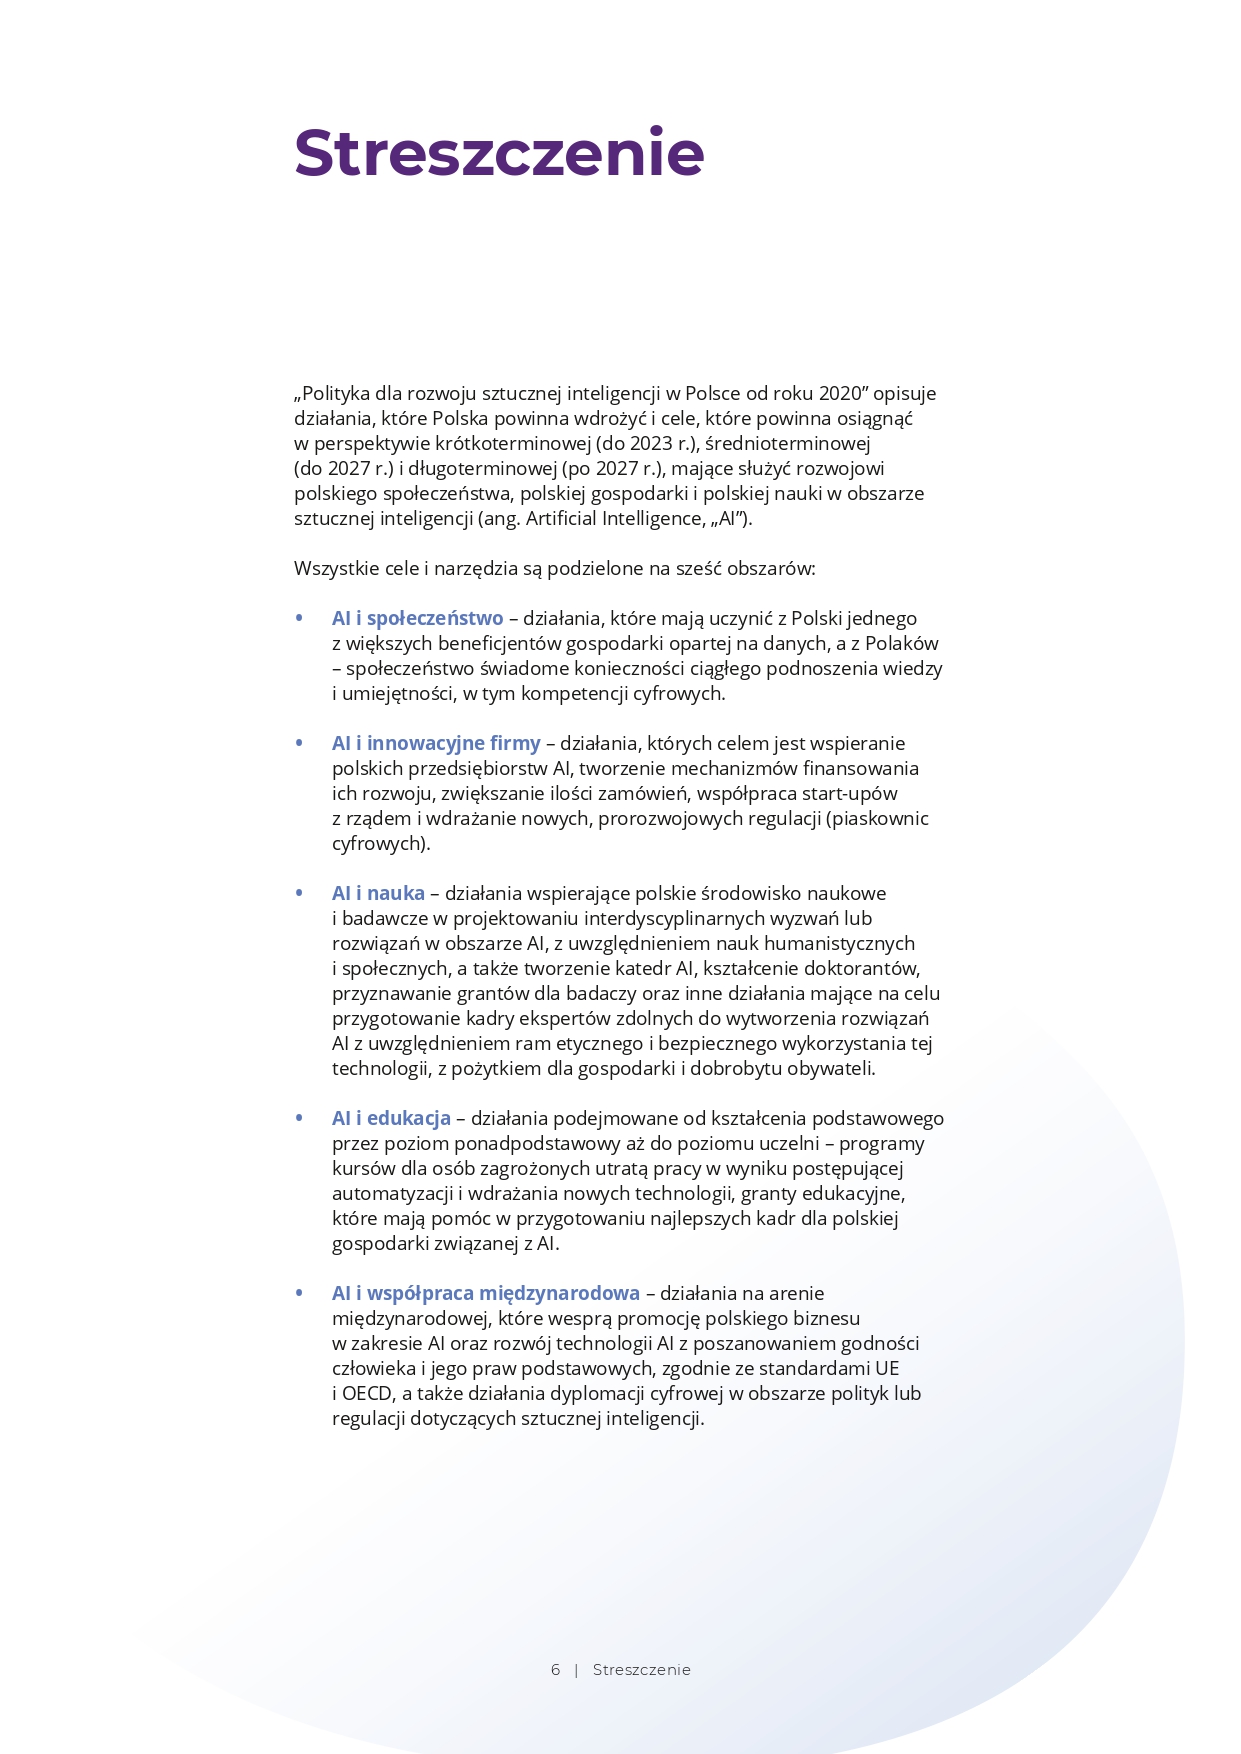 Streszczenie
„Polityka dla rozwoju sztucznej inteligencji w Polsce od roku 2020” opisuje
działania, które Polska powinna wdrożyć i cele, które powinna osiągnąć
w perspektywie krótkoterminowej (do 2023 r.), średnioterminowej
(do 2027 r.) i długoterminowej (po 2027 r.), mające służyć rozwojowi
polskiego społeczeństwa, polskiej gospodarki i polskiej nauki w obszarze
sztucznej inteligencji (ang. Artificial Intelligence, „AI”).
Wszystkie cele i narzędzia są podzielone na sześć obszarów:
• AI i społeczeństwo – działania, które mają uczynić z Polski jednego
z większych beneficjentów gospodarki opartej na danych, a z Polaków
– społeczeństwo świadome konieczności ciągłego podnoszenia wiedzy
i umiejętności, w tym kompetencji cyfrowych.
• AI i innowacyjne firmy – działania, których celem jest wspieranie
polskich przedsiębiorstw AI, tworzenie mechanizmów finansowania
ich rozwoju, zwiększanie ilości zamówień, współpraca start-upów
z rządem i wdrażanie nowych, prorozwojowych regulacji (piaskownic
cyfrowych).
• AI i nauka – działania wspierające polskie środowisko naukowe
i badawcze w projektowaniu interdyscyplinarnych wyzwań lub
rozwiązań w obszarze AI, z uwzględnieniem nauk humanistycznych
i społecznych, a także tworzenie katedr AI, kształcenie doktorantów,
przyznawanie grantów dla badaczy oraz inne działania mające na celu
przygotowanie kadry ekspertów zdolnych do wytworzenia rozwiązań
AI z uwzględnieniem ram etycznego i bezpiecznego wykorzystania tej
technologii, z pożytkiem dla gospodarki i dobrobytu obywateli.
• AI i edukacja – działania podejmowane od kształcenia podstawowego
przez poziom ponadpodstawowy aż do poziomu uczelni – programy
kursów dla osób zagrożonych utratą pracy w wyniku postępującej
automatyzacji i wdrażania nowych technologii, granty edukacyjne,
które mają pomóc w przygotowaniu najlepszych kadr dla polskiej
gospodarki związanej z AI.
• AI i współpraca międzynarodowa – działania na arenie
międzynarodowej, które wesprą promocję polskiego biznesu
w zakresie AI oraz rozwój technologii AI z poszanowaniem godności
człowieka i jego praw podstawowych, zgodnie ze standardami UE
i OECD, a także działania dyplomacji cyfrowej w obszarze polityk lub
regulacji dotyczących sztucznej inteligencji.
6 | Streszczenie